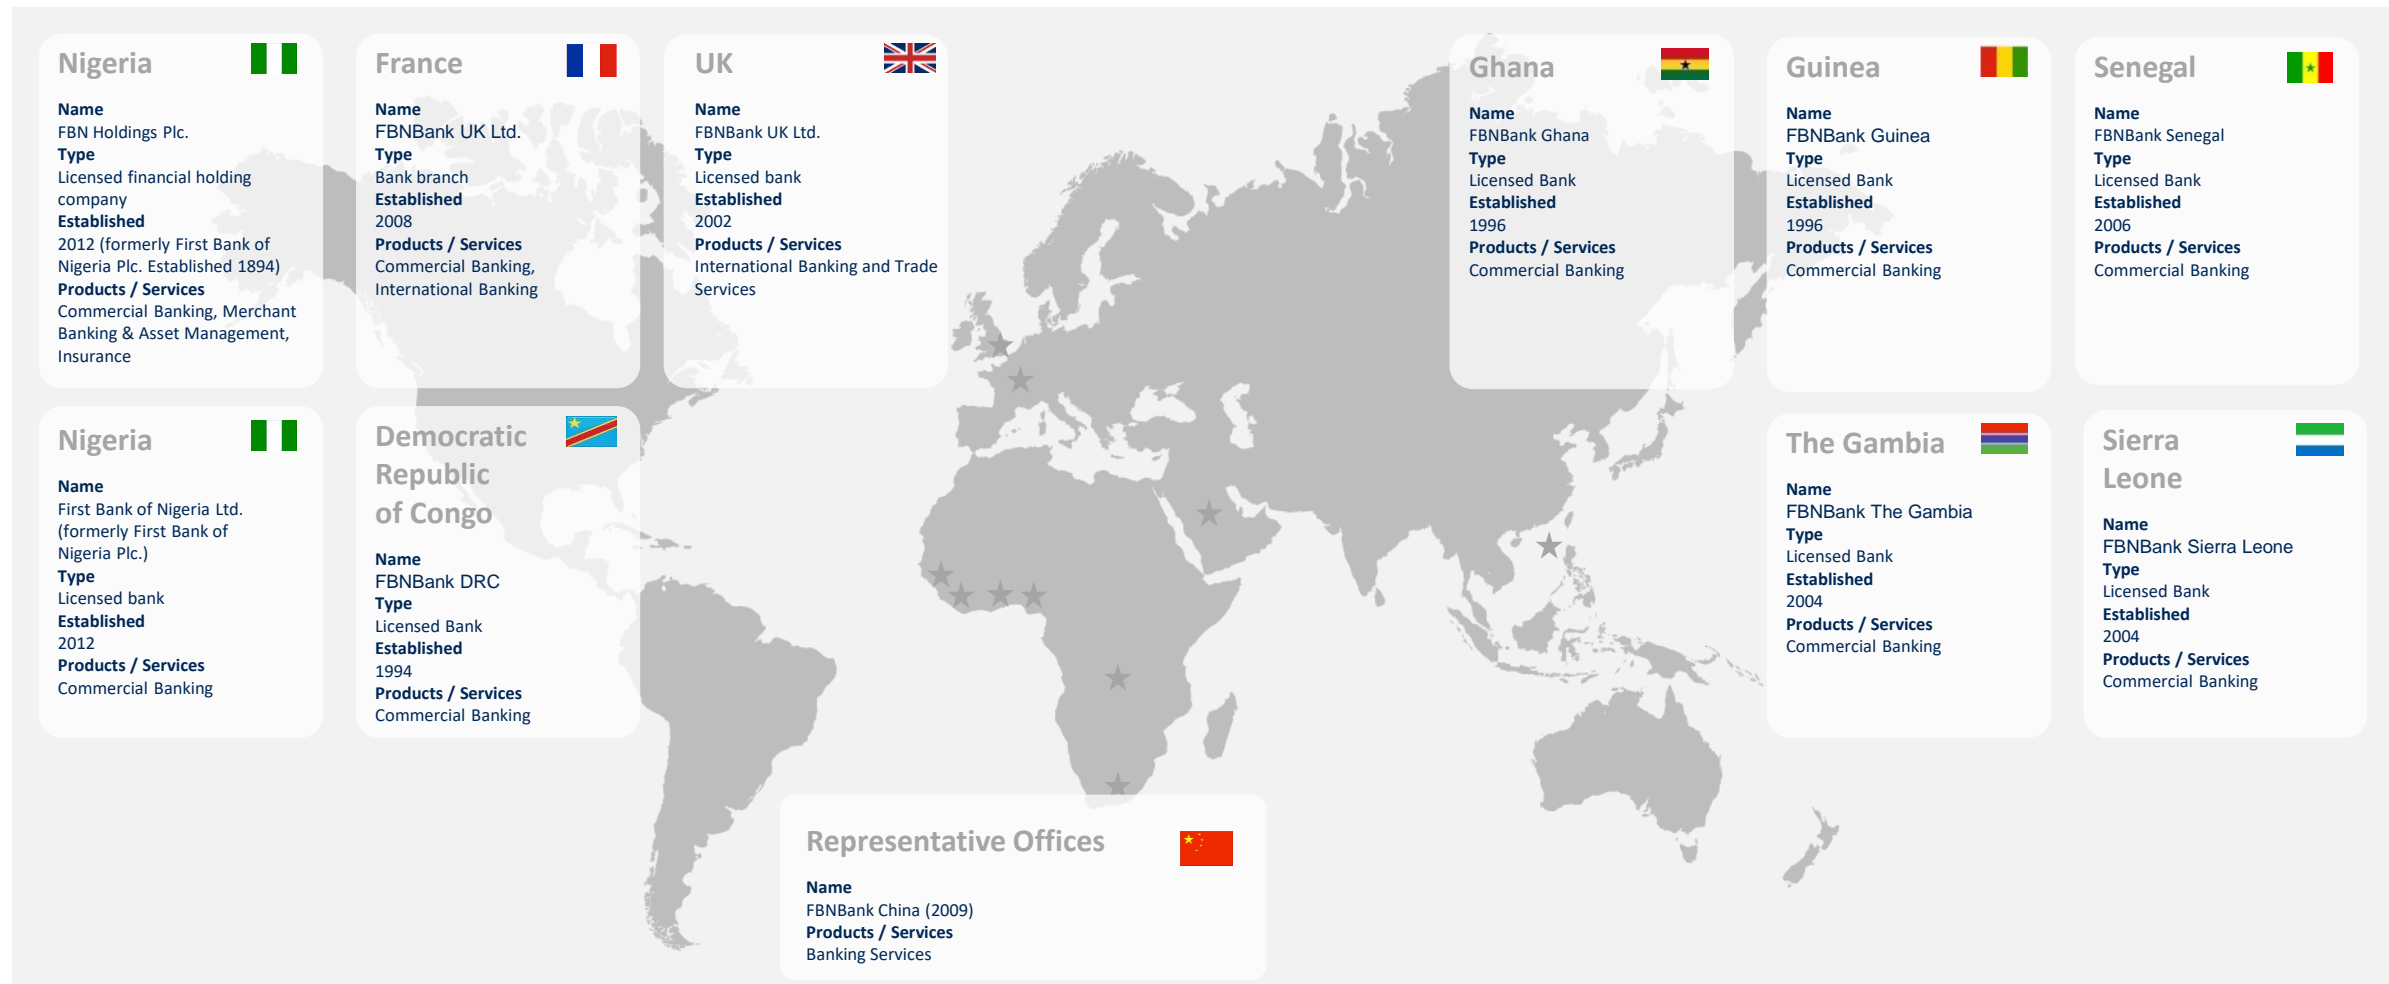 Nigeria
Name
FBN Holdings Plc.
Type
Licensed financial holding
company
Established
2012 (formerly First Bank of
Nigeria Plc. Established 1894)
Products / Services
Commercial Banking, Merchant
Banking & Asset Management,
Insurance
France
Name
FBNBank UK Ltd.
Type
Bank branch
Established
2008
Products / Services
Commercial Banking,
International Banking
UK
Name
FBNBank UK Ltd.
Type
Licensed bank
Established
2002
Products / Services
International Banking and Trade
Services
Ghana
Name
FBNBank Ghana
Type
Licensed Bank
Established
1996
Products / Services
Commercial Banking
Guinea
Name
FBNBank Guinea
Type
Licensed Bank
Established
1996
Products / Services
Commercial Banking
Senegal
Name
FBNBank Senegal
Type
Licensed Bank
Established
2006
Products / Services
Commercial Banking
Nigeria
Name
First Bank of Nigeria Ltd.
(formerly First Bank of
Nigeria Plc.)
Type
Licensed bank
Established
2012
Products / Services
Commercial Banking
Democratic
Republic
of Congo
Name
FBNBank DRC
Type
Licensed Bank
Established
1994
Products / Services
Commercial Banking
The Gambia
Name
FBNBank The Gambia
Type
Licensed Bank
Established
2004
Products / Services
Commercial Banking
Sierra
Leone
Name
FBNBank Sierra Leone
Type
Licensed Bank
Established
2004
Products / Services
Commercial Banking
Representative Offices
Name
FBNBank China (2009)
Products / Services
Banking Services